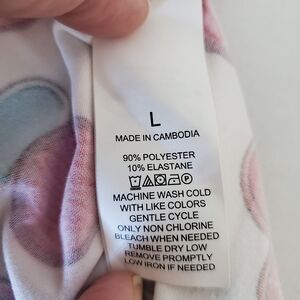 L
MADE IN CAMBODIA
90% POLYESTER
10% ELASTANE
MACHINE WASH COLD
WITH LIKE COLORS
GENTLE CYCLE
ONLY NON CHLORINE
BLEACH WHEN NEEDED
TUMBLE DRY LOW
REMOVE PROMPTLY
LOW IRON IF NEEDED